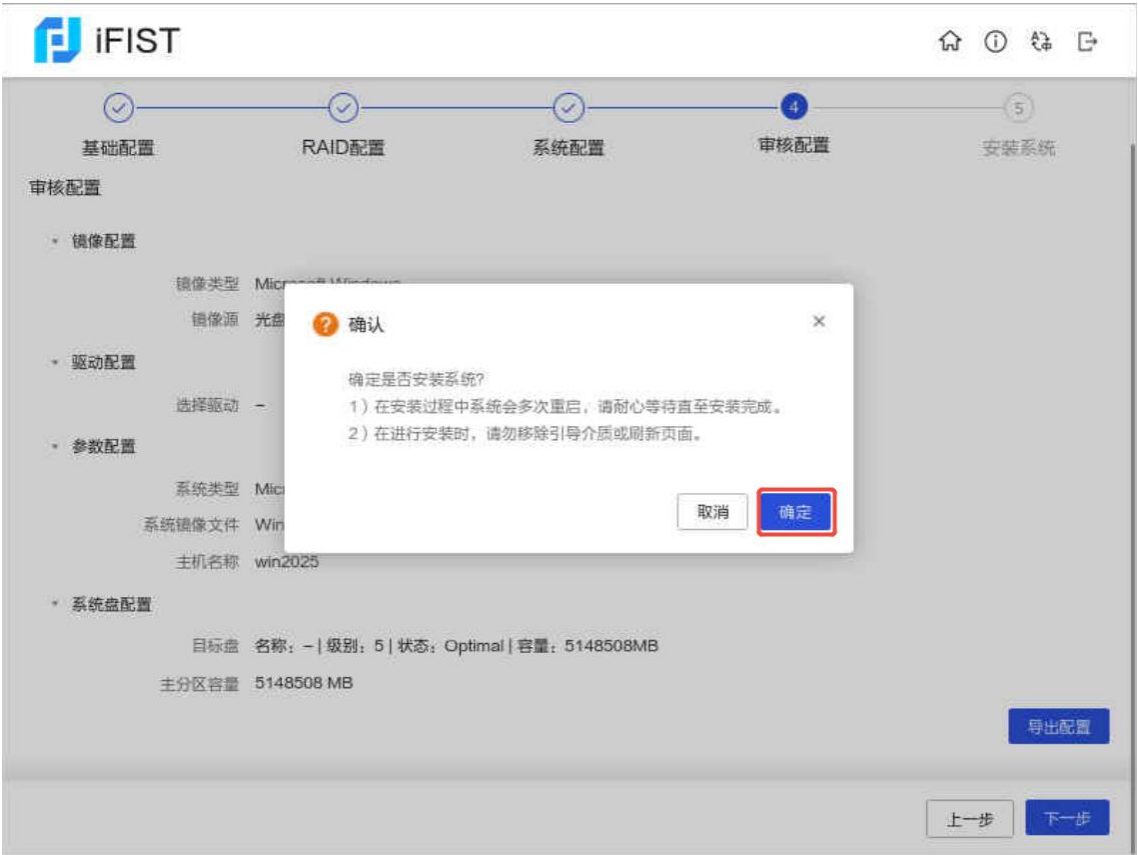 iFIST
4
5
基础配置
RAID配置
系统配置
审核配置
安装系统
审核配置
镜像配置
镜像类型 Microsoft Windows
镜像源 光盘
驱动配置
选择驱动 –
参数配置
系统类型 Mic
系统镜像文件 Win
主机名称 win2025
系统盘配置
目标盘 名称：– | 级别：5 | 状态：Optimal | 容量：5148508MB
主分区容量 5148508 MB
确认
确定是否安装系统?
1）在安装过程中系统会多次重启，请耐心等待直至安装完成。
2）在进行安装时，请勿移除引导介质或刷新页面。
取消 确定
导出配置
上一步 下一步